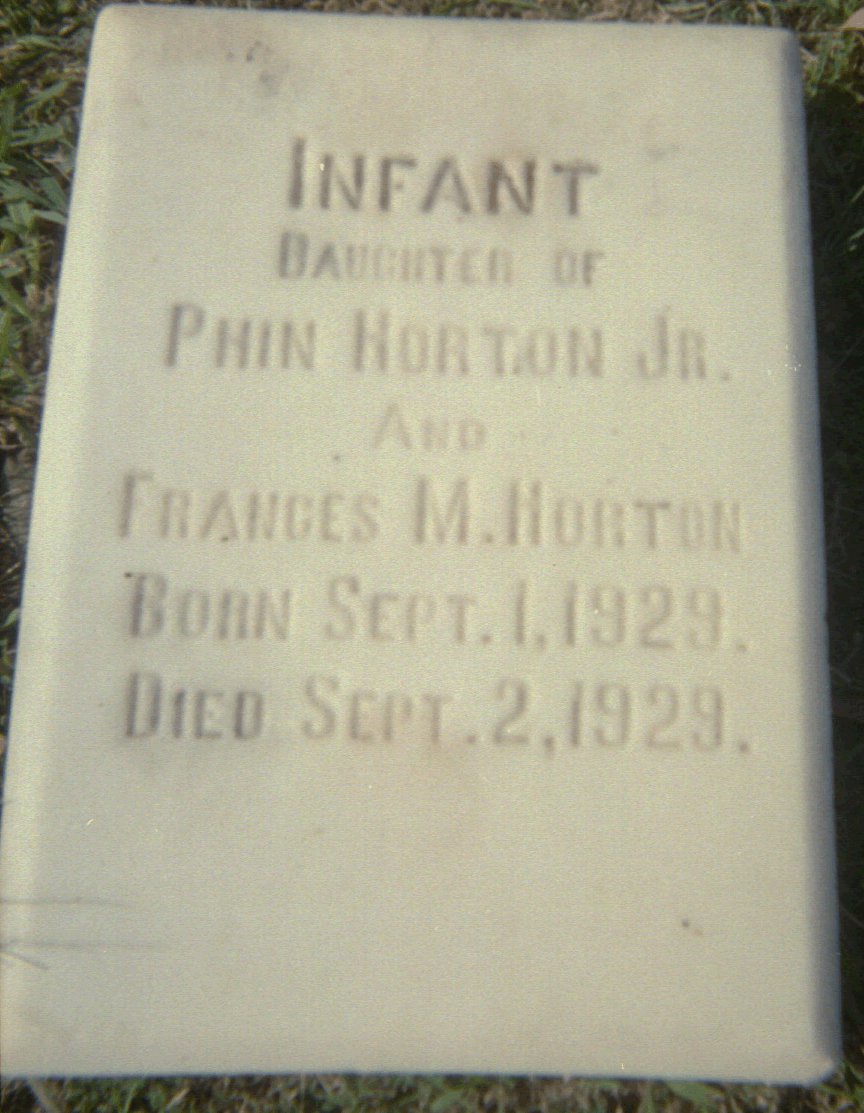 INFANT
DAUGHTER OF
PHIN HORTON JR.
AND
FRANCES M. HORTON
BORN SEPT. 1, 1929.
DIED SEPT. 2, 1929.